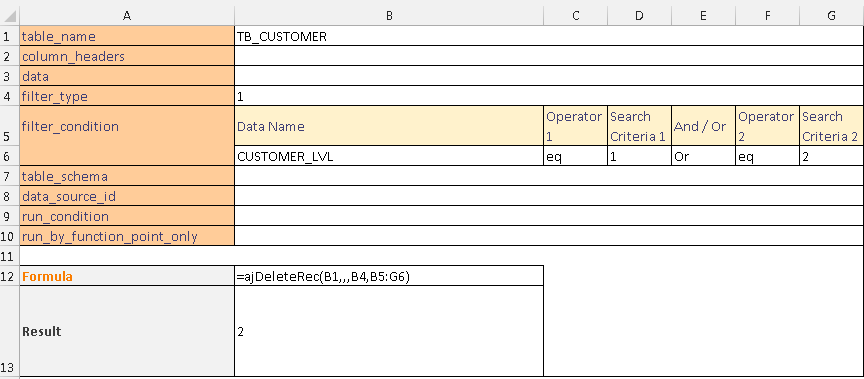 A B C D E F G
1 table_name TB_CUSTOMER
2 column_headers
3 data
4 filter_type 1
5 filter_condition Data Name Operator 1 Search Criteria 1 And / Or Operator 2 Search Criteria 2
6 CUSTOMER_LVL eq 1 Or eq 2
7 table_schema
8 data_source_id
9 run_condition
10 run_by_function_point_only
11
12 Formula =ajDeleteRec(B1,,,B4,B5:G6)
13 Result 2